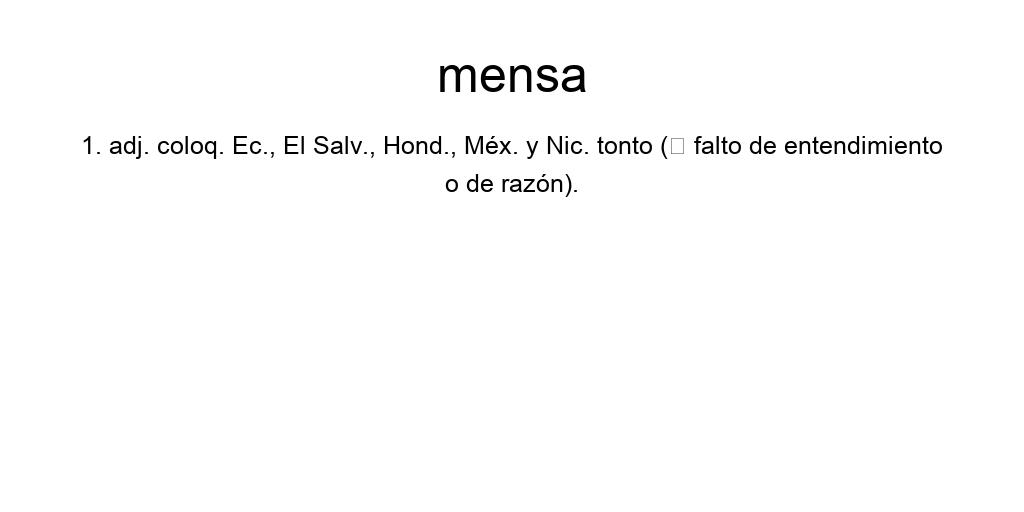 mensa
1. adj. coloq. Ec., El Salv., Hond., Méx. y Nic. tonto (□ falto de entendimiento
o de razón).